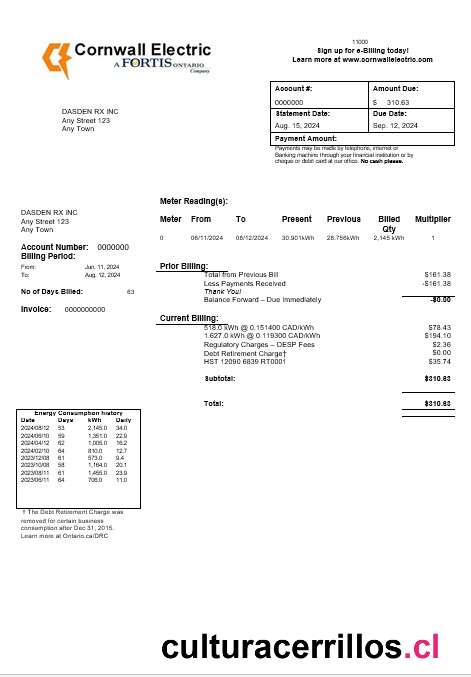 Cornwall Electric
A FORTIS ONTARIO
Company
11000
Sign up for e-Billing today!
Learn more at www.cornwallelectric.com
Account #:
Amount Due:
0000000
$ 310.63
Statement Date:
Due Date:
Aug. 15, 2024
Sep. 12, 2024
Payment Amount:
Payments may be made by telephone, internet or
Banking machine through your financial institution or by
cheque or debit card at our office. No cash please.
DASDEN RX INC
Any Street 123
Any Town
DASDEN RX INC
Any Street 123
Any Town
Account Number: 0000000
Billing Period:
From: Jun. 11, 2024
To: Aug. 12, 2024
No of Days Billed: 63
Invoice: 0000000000
Meter Reading(s):
Meter From To Present Previous Billed Qty Multiplier
0 06/11/2024 08/12/2024 30.901kWh 28.756kWh 2,145 kWh 1
Prior Billing:
Total from Previous Bill $161.38
Less Payments Received -$161.38
Thank You!
Balance Forward – Due Immediately -$0.00
Current Billing:
518.0 kWh @ 0.151400 CAD/kWh $78.43
1.627.0 kWh @ 0.119300 CAD/kWh $194.10
Regulatory Charges – DESP Fees $2.36
Debt Retirement Charge† $0.00
HST 12090 6839 RT0001 $35.74
Subtotal: $310.63
Total: $310.63
Energy Consumption history
Date Days kWh Daily
2024/08/12 53 2,145.0 34.0
2024/06/10 59 1,351.0 22.9
2024/04/12 62 1,005.0 16.2
2024/02/10 64 810.0 12.7
2023/12/08 61 573.0 9.4
2023/10/08 58 1,164.0 20.1
2023/08/11 61 1,455.0 23.9
2023/06/11 64 706.0 11.0
† The Debt Retirement Charge was
removed for certain business
consumption after Dec 31, 2015.
Learn more at Ontario.ca/DRC
culturacerrillos.cl